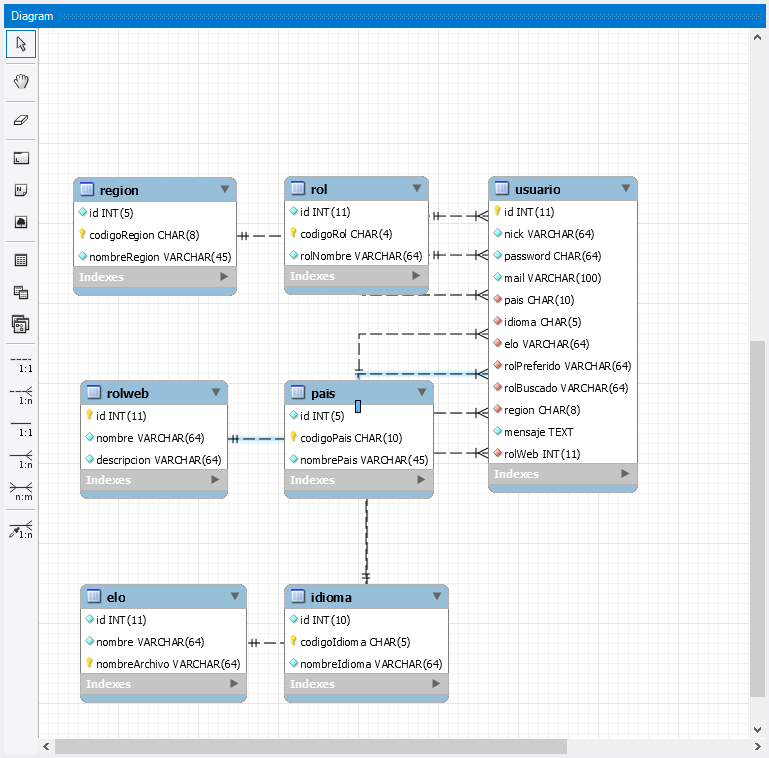 Diagram
region
id INT(5)
codigoRegion CHAR(8)
nombreRegion VARCHAR(45)
Indexes
rol
id INT(11)
codigoRol CHAR(4)
rolNombre VARCHAR(64)
Indexes
usuario
id INT(11)
nick VARCHAR(64)
password CHAR(64)
mail VARCHAR(100)
pais CHAR(10)
idioma CHAR(5)
elo VARCHAR(64)
rolPreferido VARCHAR(64)
rolBuscado VARCHAR(64)
region CHAR(8)
mensaje TEXT
rolWeb INT(11)
Indexes
rolweb
id INT(11)
nombre VARCHAR(64)
descripcion VARCHAR(64)
Indexes
pais
id INT(5)
codigoPais CHAR(10)
nombrePais VARCHAR(45)
Indexes
elo
id INT(11)
nombre VARCHAR(64)
nombreArchivo VARCHAR(64)
Indexes
idioma
id INT(10)
codigoIdioma CHAR(5)
nombreIdioma VARCHAR(64)
Indexes
1:1
1:n
1:1
1:n
n:m
1:n